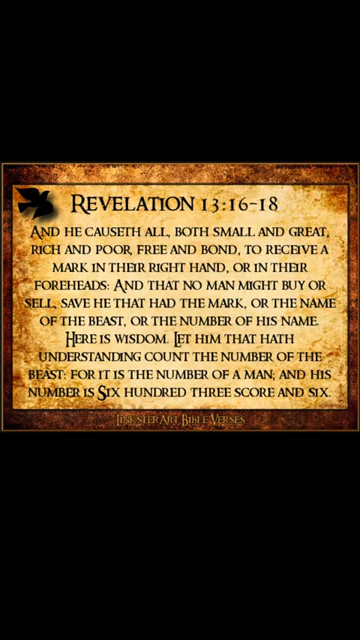 Revelation 13:16-18
And he causeth all, both small and great,
rich and poor, free and bond, to receive a
mark in their right hand, or in their
foreheads: And that no man might buy or
sell, save he that had the mark, or the name
of the beast, or the number of his name.
Here is wisdom. Let him that hath
understanding count the number of the
beast: for it is the number of a man; and his
number is Six hundred three score and six.
LinksterArt Bible Verses